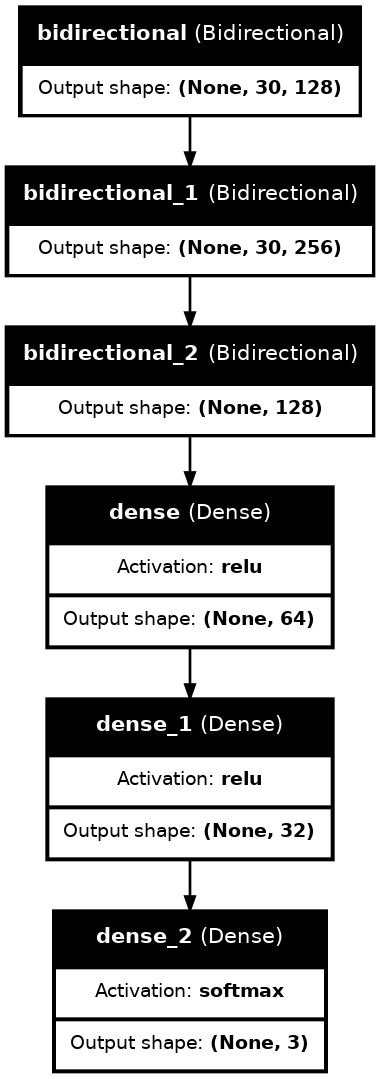 bidirectional (Bidirectional)
Output shape: (None, 30, 128)
bidirectional_1 (Bidirectional)
Output shape: (None, 30, 256)
bidirectional_2 (Bidirectional)
Output shape: (None, 128)
dense (Dense)
Activation: relu
Output shape: (None, 64)
dense_1 (Dense)
Activation: relu
Output shape: (None, 32)
dense_2 (Dense)
Activation: softmax
Output shape: (None, 3)